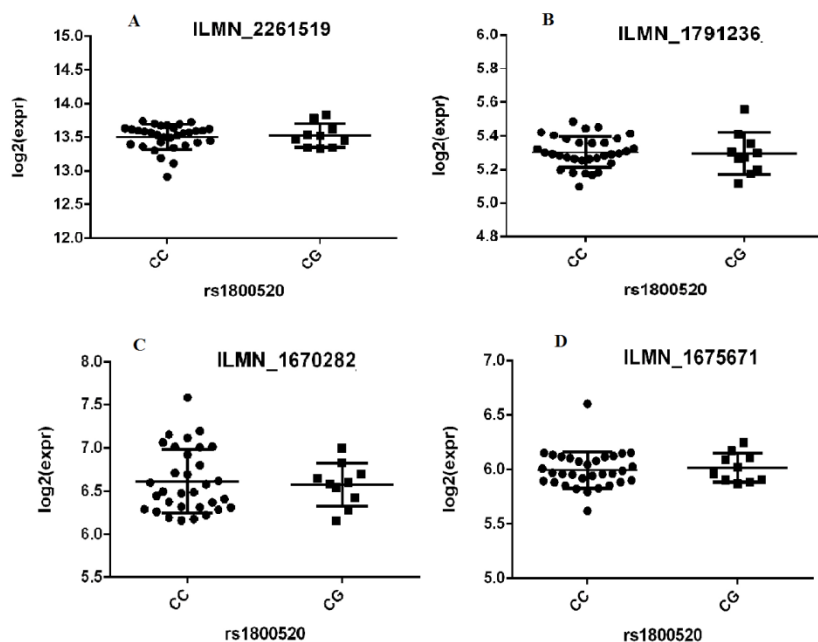 A
ILMN_2261519
15.0
14.5
14.0
13.5
13.0
12.5
12.0
log2(expr)
CC
CG
rs1800520
B
ILMN_1791236
6.0
5.8
5.6
5.4
5.2
5.0
4.8
log2(expr)
CC
CG
rs1800520
C
ILMN_1670282
8.0
7.5
7.0
6.5
6.0
5.5
log2(expr)
CC
CG
rs1800520
D
ILMN_1675671
7.0
6.5
6.0
5.5
5.0
log2(expr)
CC
CG
rs1800520